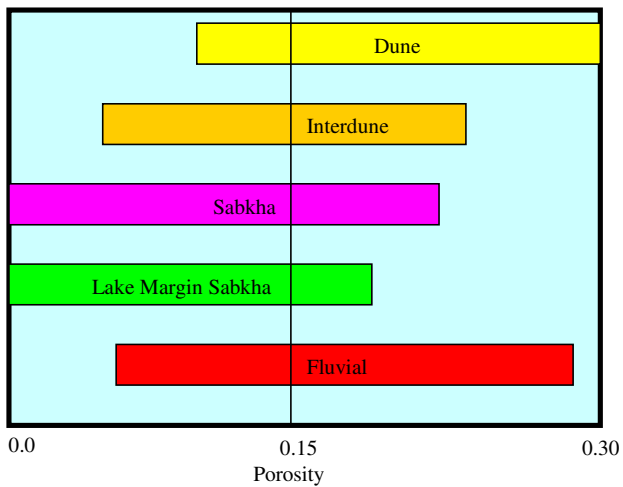 Dune
Interdune
Sabkha
Lake Margin Sabkha
Fluvial
0.0 0.15 0.30
Porosity